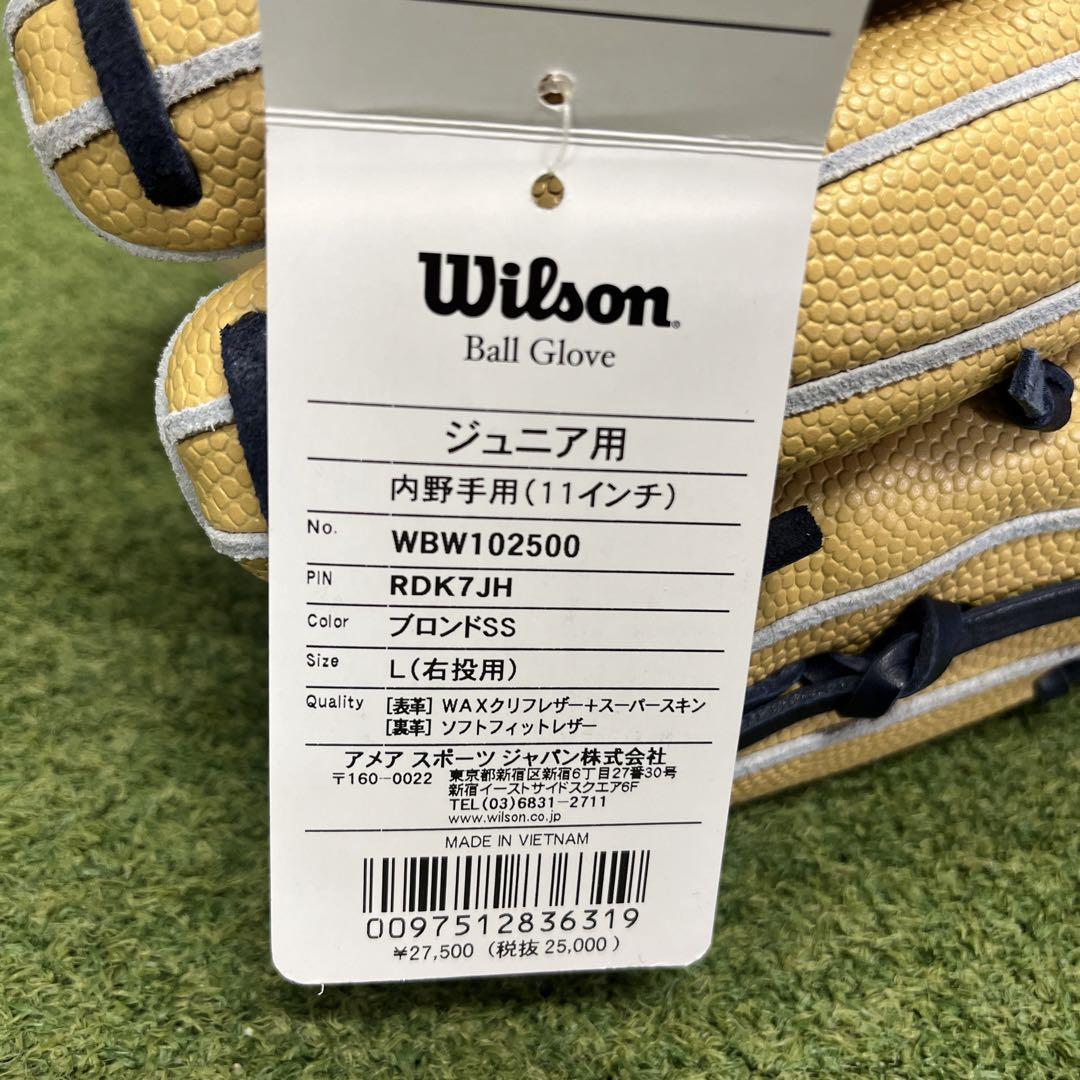 Wilson
Ball Glove
ジュニア用
内野手用(11インチ)
No. WBW102500
PIN RDK7JH
Color ブロンドSS
Size L(右投用)
Quality [表革] WAXクリフレザー+スーパースキン
[裏革] ソフトフィットレザー
アメア スポーツ ジャパン株式会社
〒160-0022 東京都新宿区新宿6丁目27番30号
新宿イーストサイドスクエア6F
TEL(03)6831-2711
www.wilson.co.jp
MADE IN VIETNAM
0097512836319
¥27,500 (税抜 25,000)